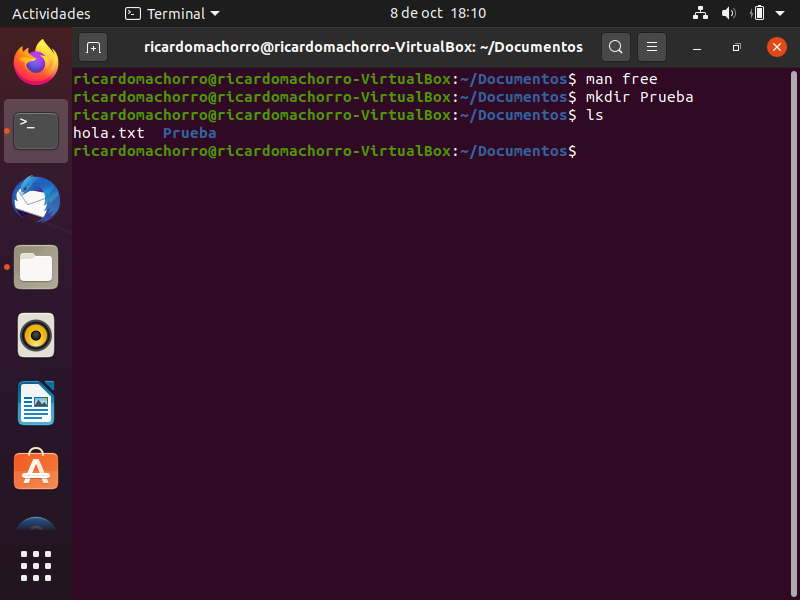 Actividades Terminal 8 de oct 18:10
ricardomachorro@ricardomachorro-VirtualBox: ~/Documentos
ricardomachorro@ricardomachorro-VirtualBox:~/Documentos$ man free
ricardomachorro@ricardomachorro-VirtualBox:~/Documentos$ mkdir Prueba
ricardomachorro@ricardomachorro-VirtualBox:~/Documentos$ ls
hola.txt  Prueba
ricardomachorro@ricardomachorro-VirtualBox:~/Documentos$